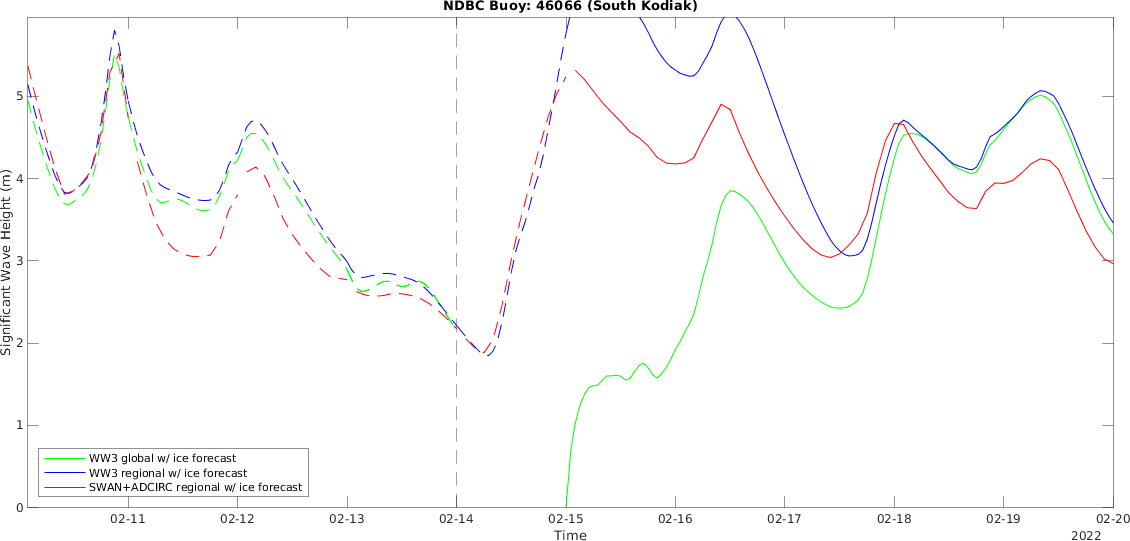 NDBC Buoy: 46066 (South Kodiak)
Significant Wave Height (m)
5
4
3
2
1
0
WW3 global w/ ice forecast
WW3 regional w/ ice forecast
SWAN+ADCIRC regional w/ ice forecast
02-11 02-12 02-13 02-14 02-15 02-16 02-17 02-18 02-19 02-20
Time
2022